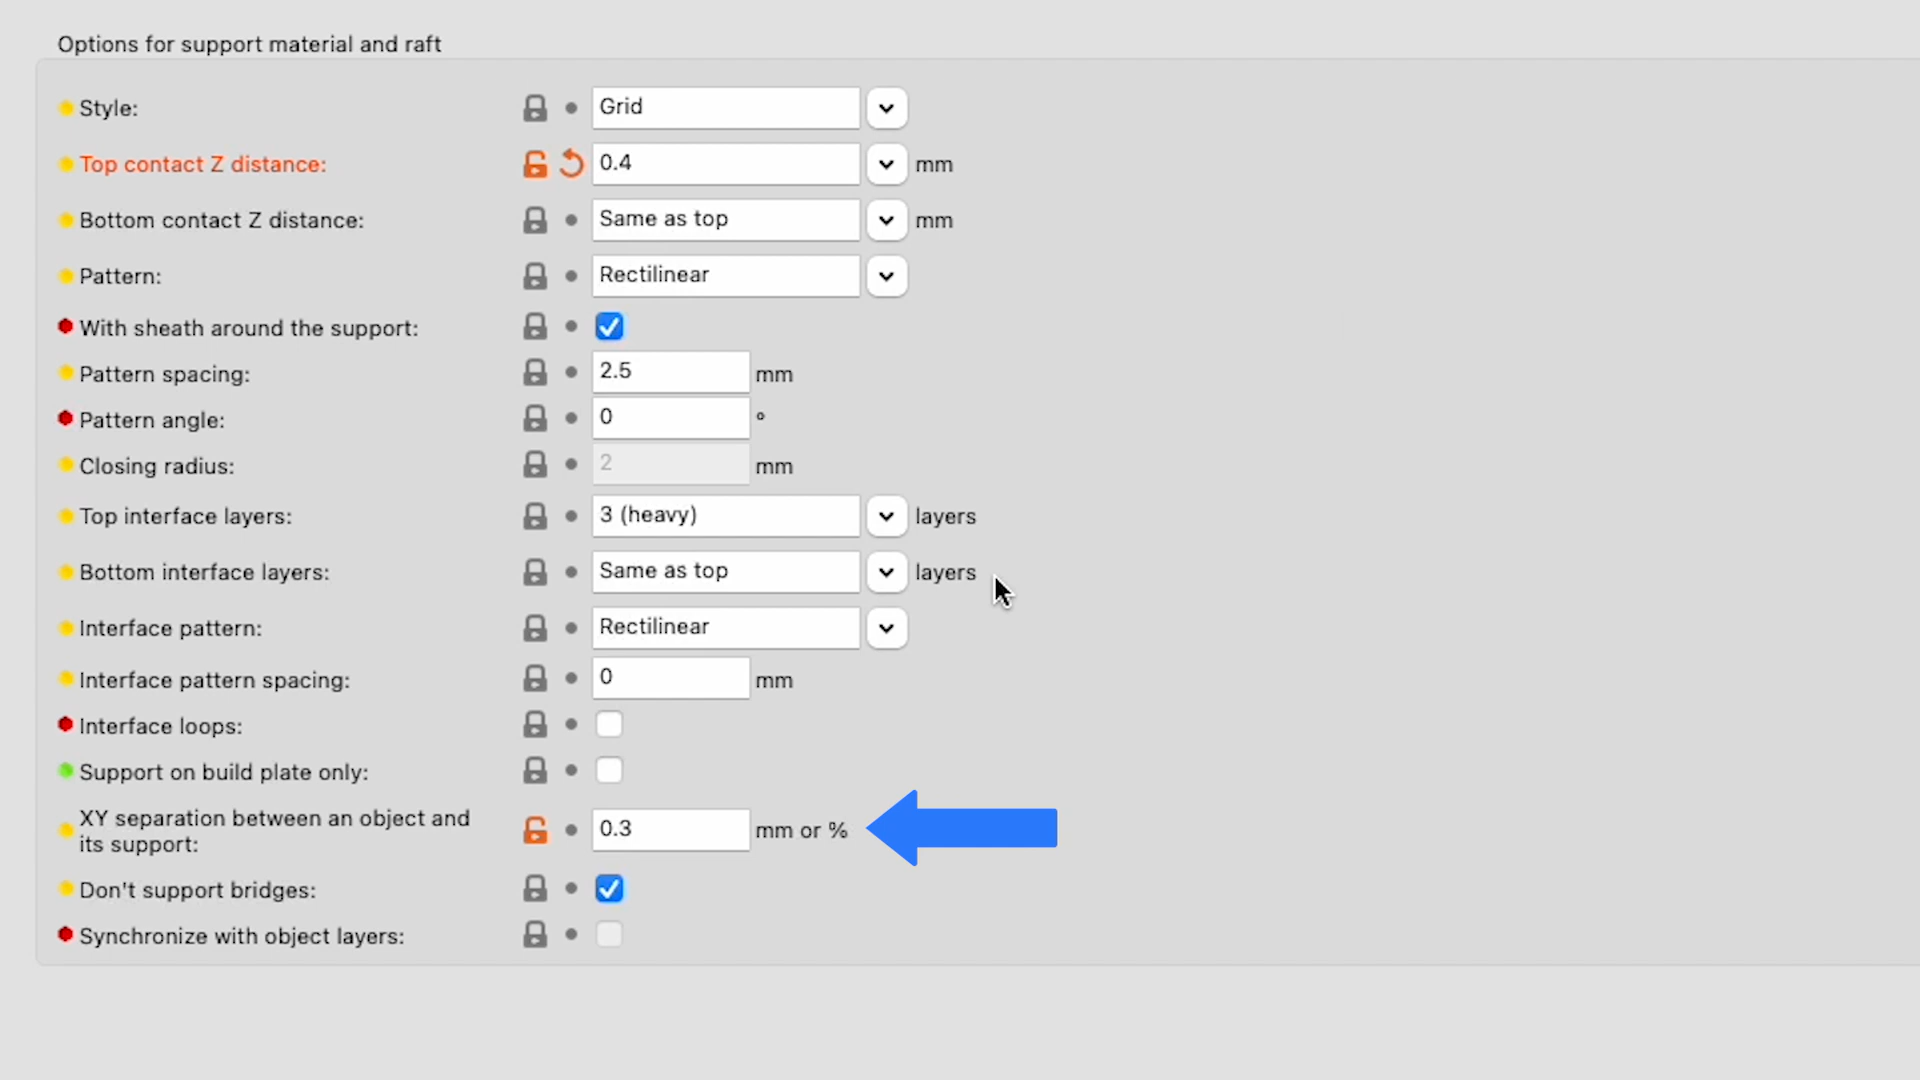 Options for support material and raft
Style: Grid
Top contact Z distance: 0.4 mm
Bottom contact Z distance: Same as top mm
Pattern: Rectilinear
With sheath around the support:
Pattern spacing: 2.5 mm
Pattern angle: 0 °
Closing radius: 2 mm
Top interface layers: 3 (heavy) layers
Bottom interface layers: Same as top layers
Interface pattern: Rectilinear
Interface pattern spacing: 0 mm
Interface loops:
Support on build plate only:
XY separation between an object and
its support: 0.3 mm or %
Don't support bridges:
Synchronize with object layers: